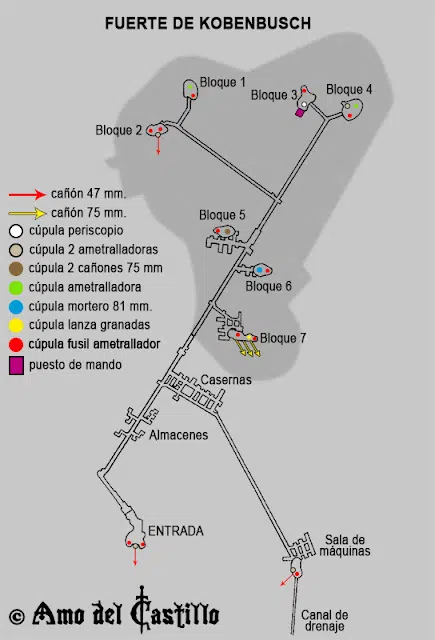 FUERTE DE KOBENBUSCH
Bloque 1
Bloque 3
Bloque 4
Bloque 2
cañón 47 mm.
cañón 75 mm.
cúpula periscopio
cúpula 2 ametralladoras
cúpula 2 cañones 75 mm
cúpula ametralladora
cúpula mortero 81 mm.
cúpula lanza granadas
cúpula fusil ametrallador
puesto de mando
Bloque 5
Bloque 6
Bloque 7
Casernas
Almacenes
ENTRADA
Sala de
máquinas
Canal de
drenaje
© Amo del Castillo